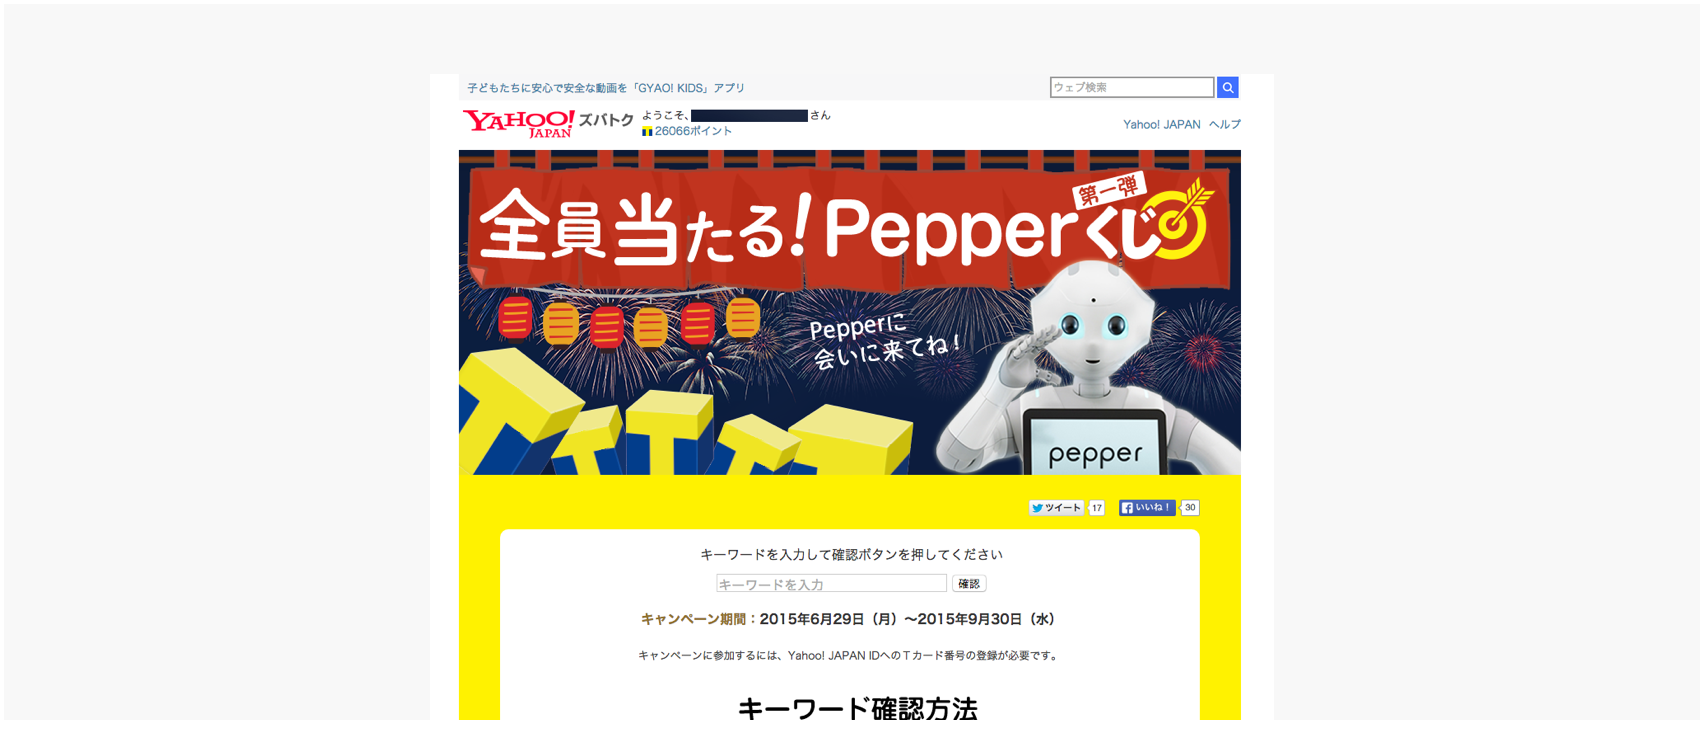 子どもたちに安心で安全な動画を「GYAO! KIDS」アプリ
ウェブ検索
YAHOO! JAPAN ズバトク
ようこそ、 さん
26066ポイント
Yahoo! JAPAN ヘルプ
第一弾
全員当たる!Pepperくじ
Pepperに
会いに来てね!
pepper
ツイート 17 いいね! 30
キーワードを入力して確認ボタンを押してください
キーワードを入力 確認
キャンペーン期間：2015年6月29日（月）～2015年9月30日（水）
キャンペーンに参加するには、Yahoo! JAPAN IDへのTカード番号の登録が必要です。
キーワード確認方法